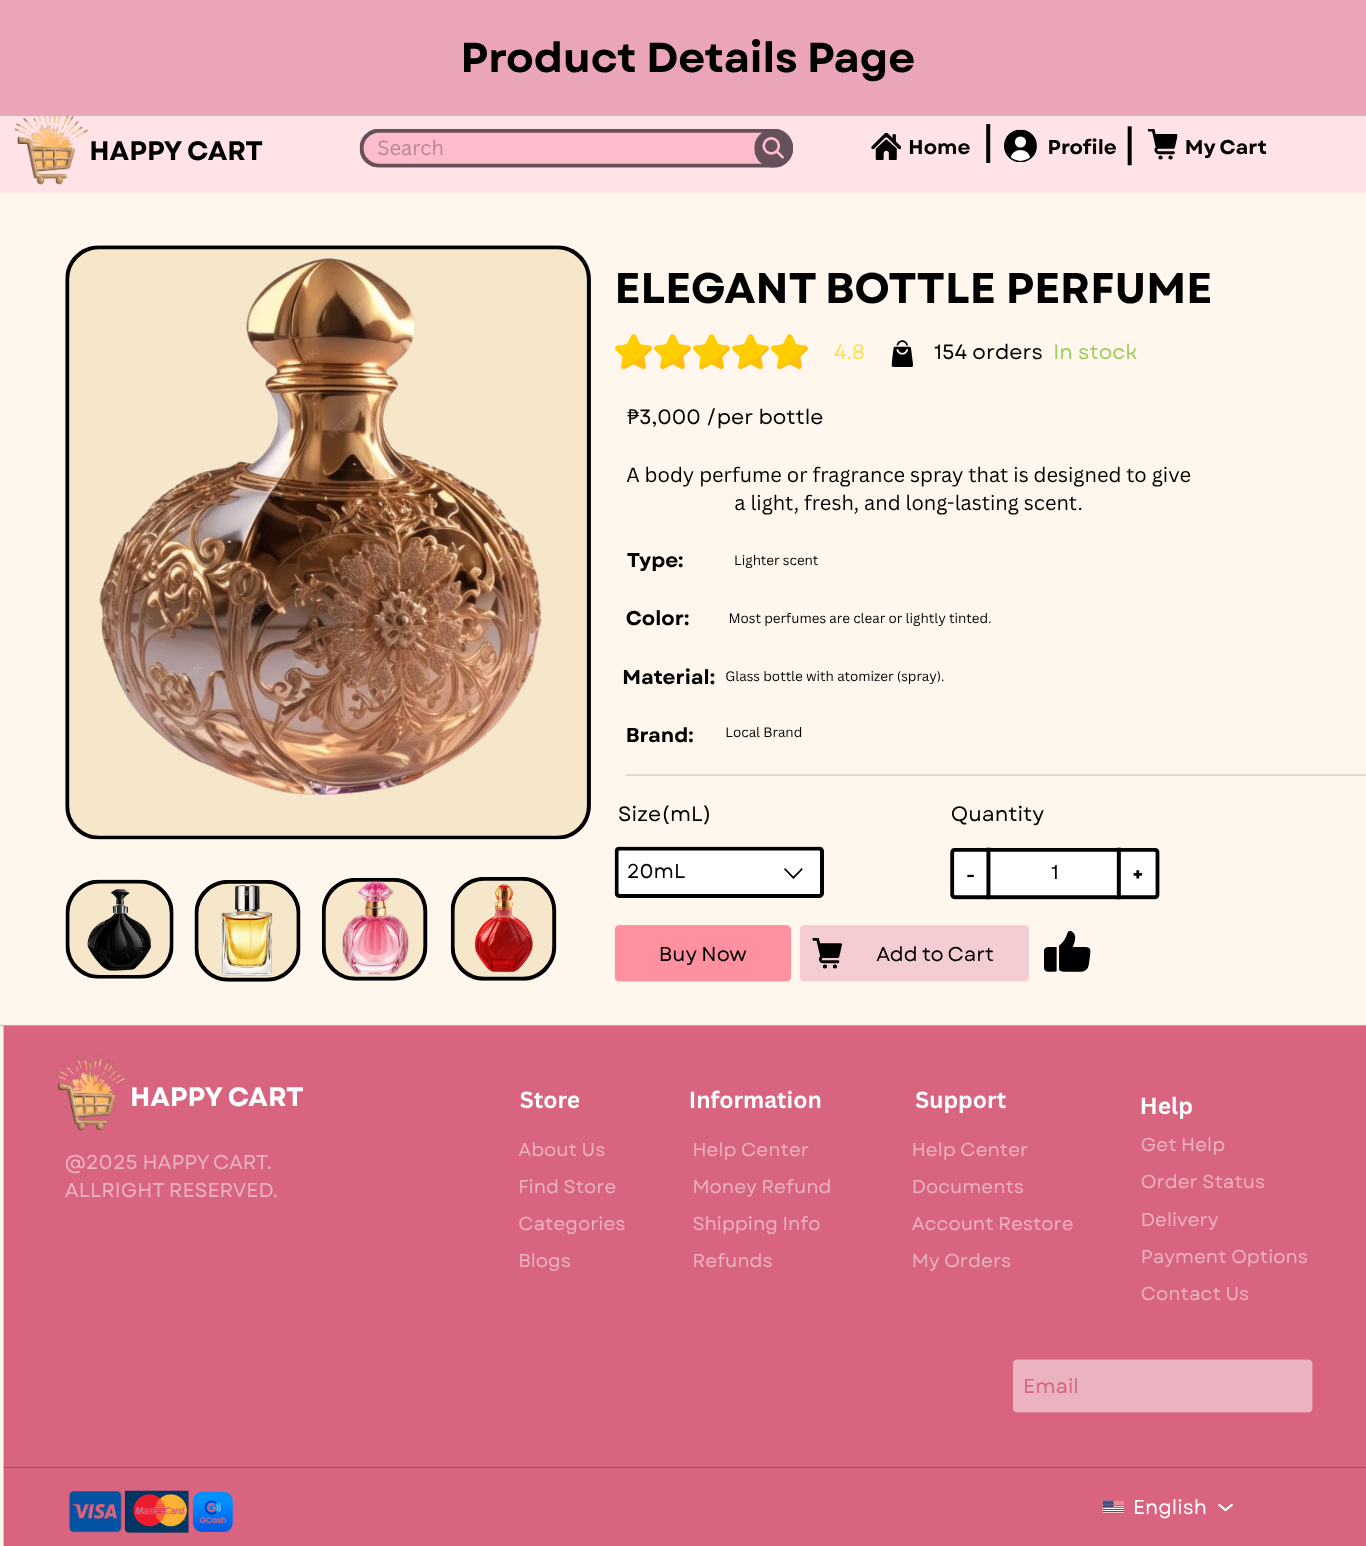 Product Details Page
HAPPY CART
Search
Home
Profile
My Cart
ELEGANT BOTTLE PERFUME
4.8
154 orders In stock
₱3,000 /per bottle
A body perfume or fragrance spray that is designed to give
a light, fresh, and long-lasting scent.
Type: Lighter scent
Color: Most perfumes are clear or lightly tinted.
Material: Glass bottle with atomizer (spray).
Brand: Local Brand
Size(mL)
Quantity
20mL
- 1 +
Buy Now
Add to Cart
HAPPY CART
@2025 HAPPY CART.
ALLRIGHT RESERVED.
Store
About Us
Find Store
Categories
Blogs
Information
Help Center
Money Refund
Shipping Info
Refunds
Support
Help Center
Documents
Account Restore
My Orders
Help
Get Help
Order Status
Delivery
Payment Options
Contact Us
Email
VISA
MasterCard
G
GCash
English